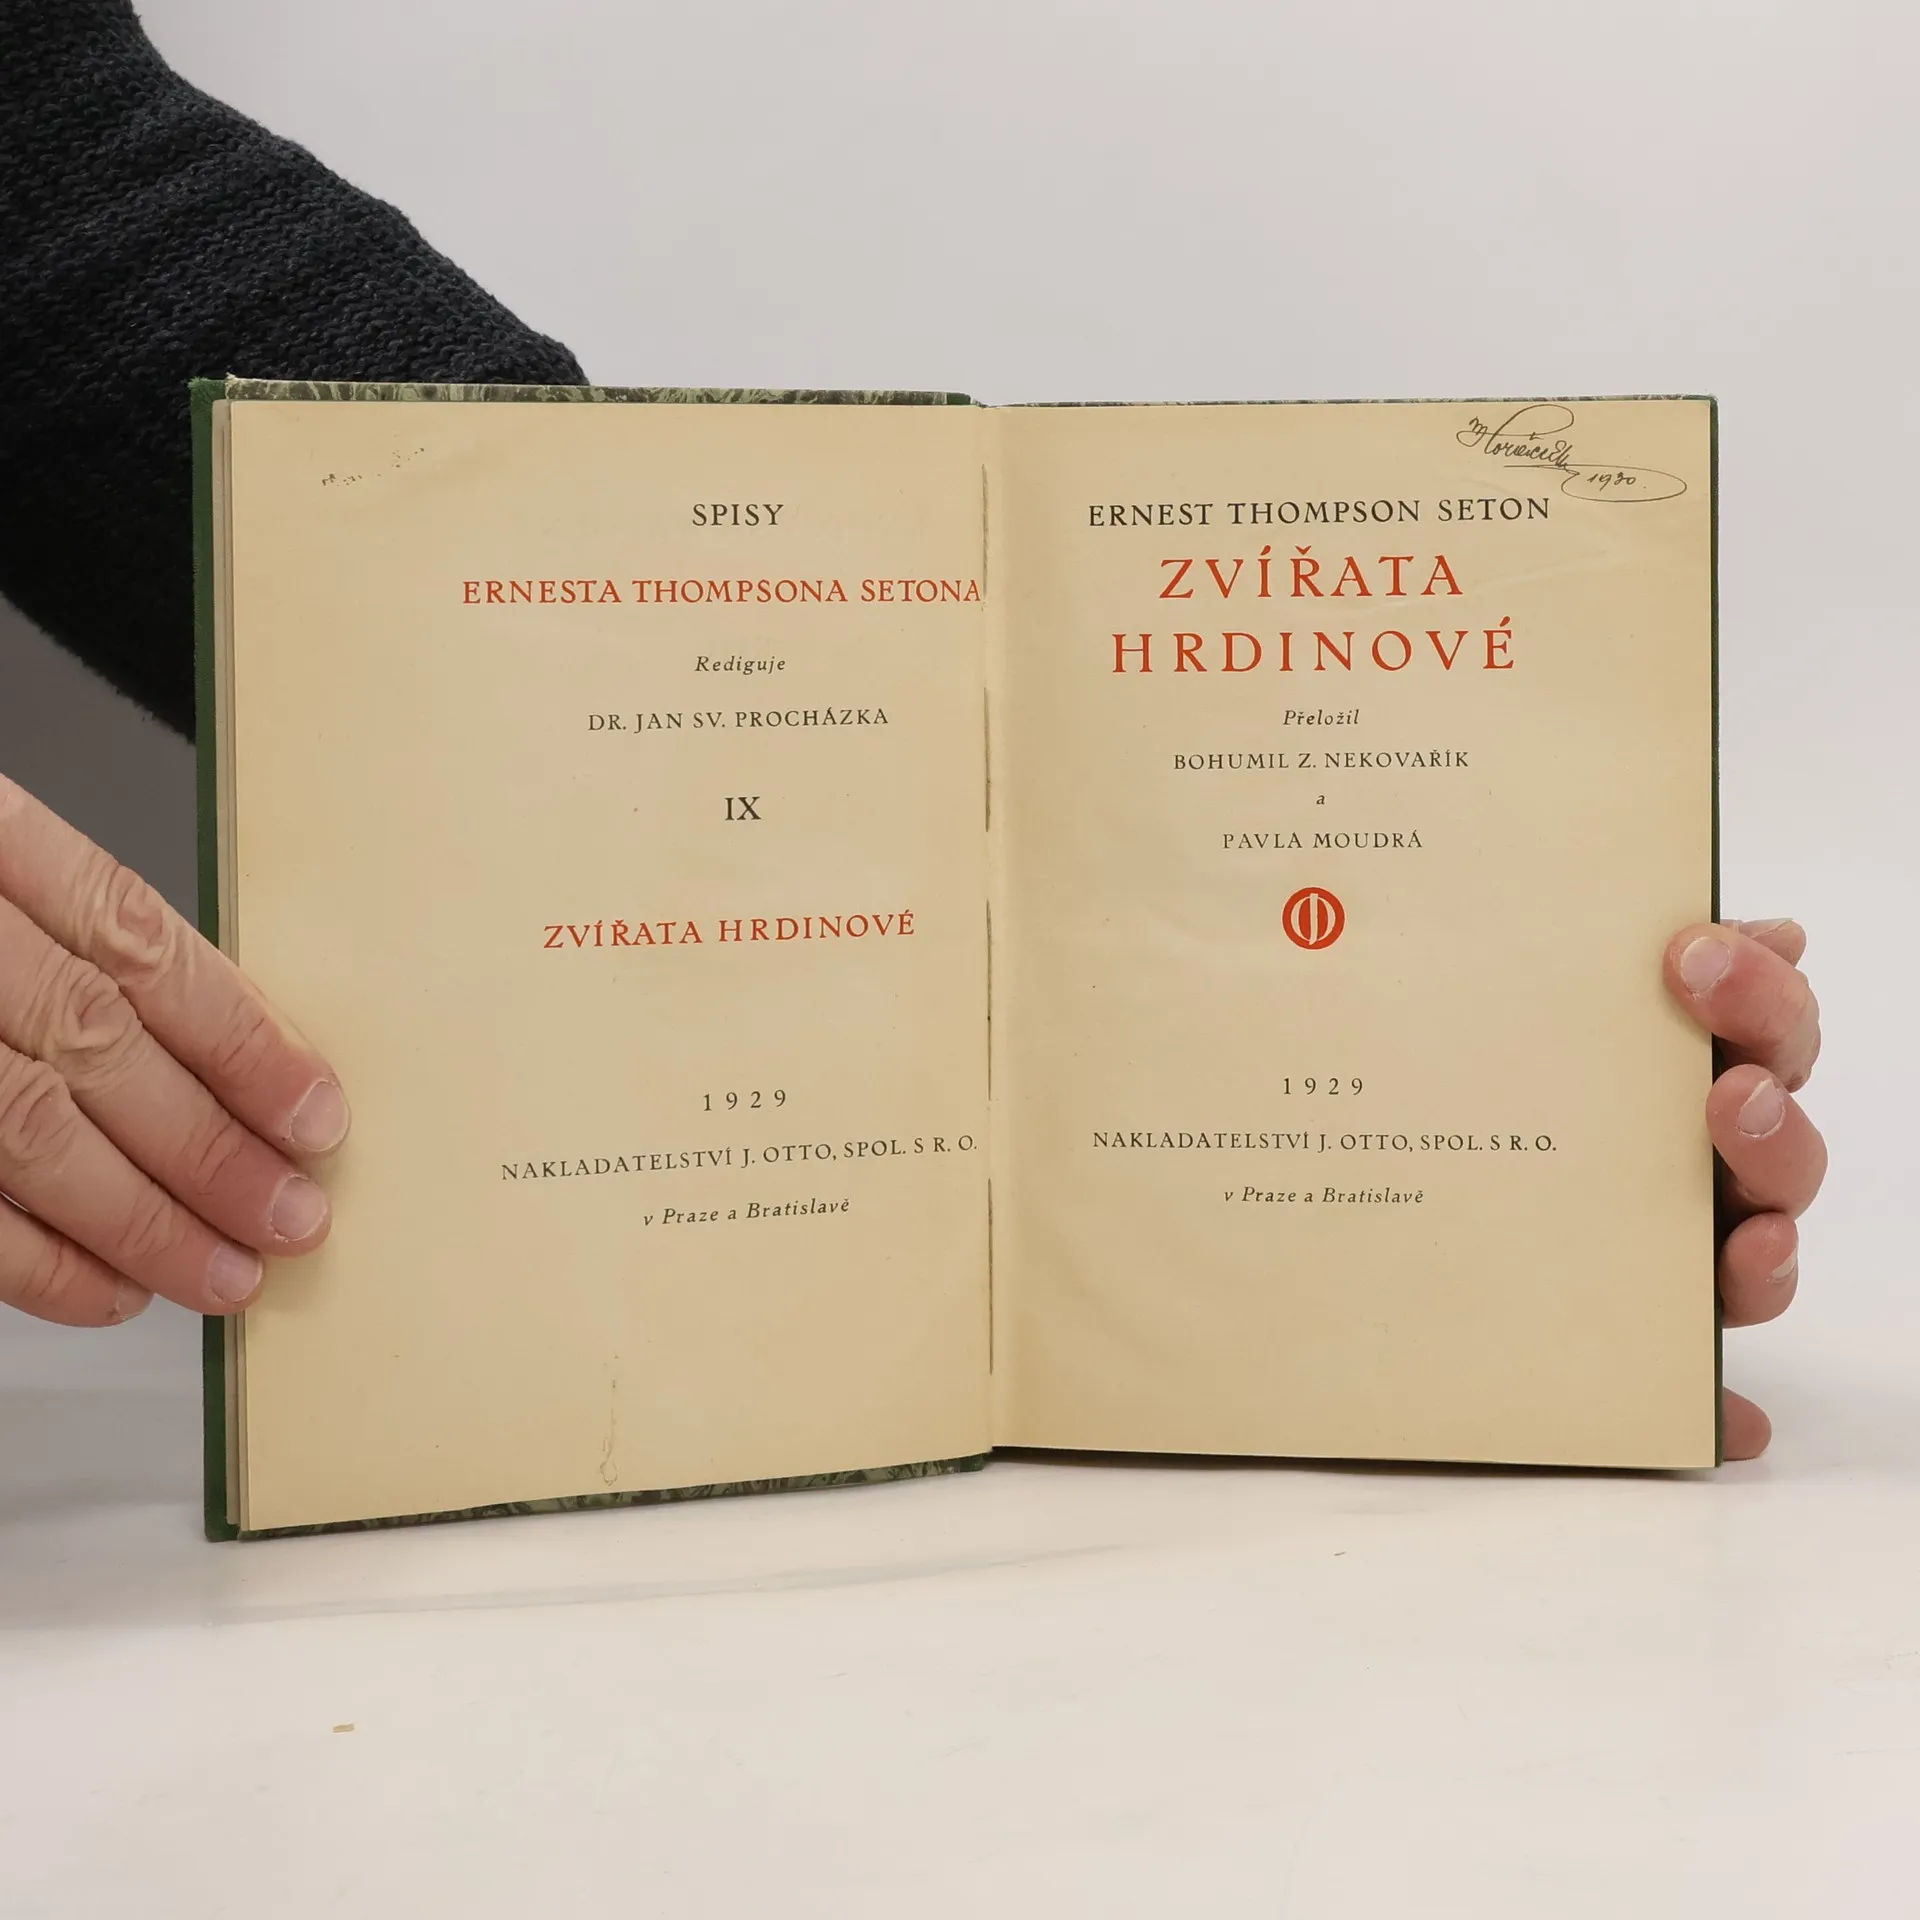 SPISY
ERNESTA THOMPSONA SETONA
Rediguje
DR. JAN SV. PROCHÁZKA
IX
ZVÍŘATA HRDINOVÉ
1929
NAKLADATELSTVÍ J. OTTO, SPOL. S R. O.
v Praze a Bratislavě
1930
ERNEST THOMPSON SETON
ZVÍŘATA
HRDINOVÉ
Přeložil
BOHUMIL Z. NEKOVAŘÍK
a
PAVLA MOUDRÁ
1929
NAKLADATELSTVÍ J. OTTO, SPOL. S R. O.
v Praze a Bratislavě